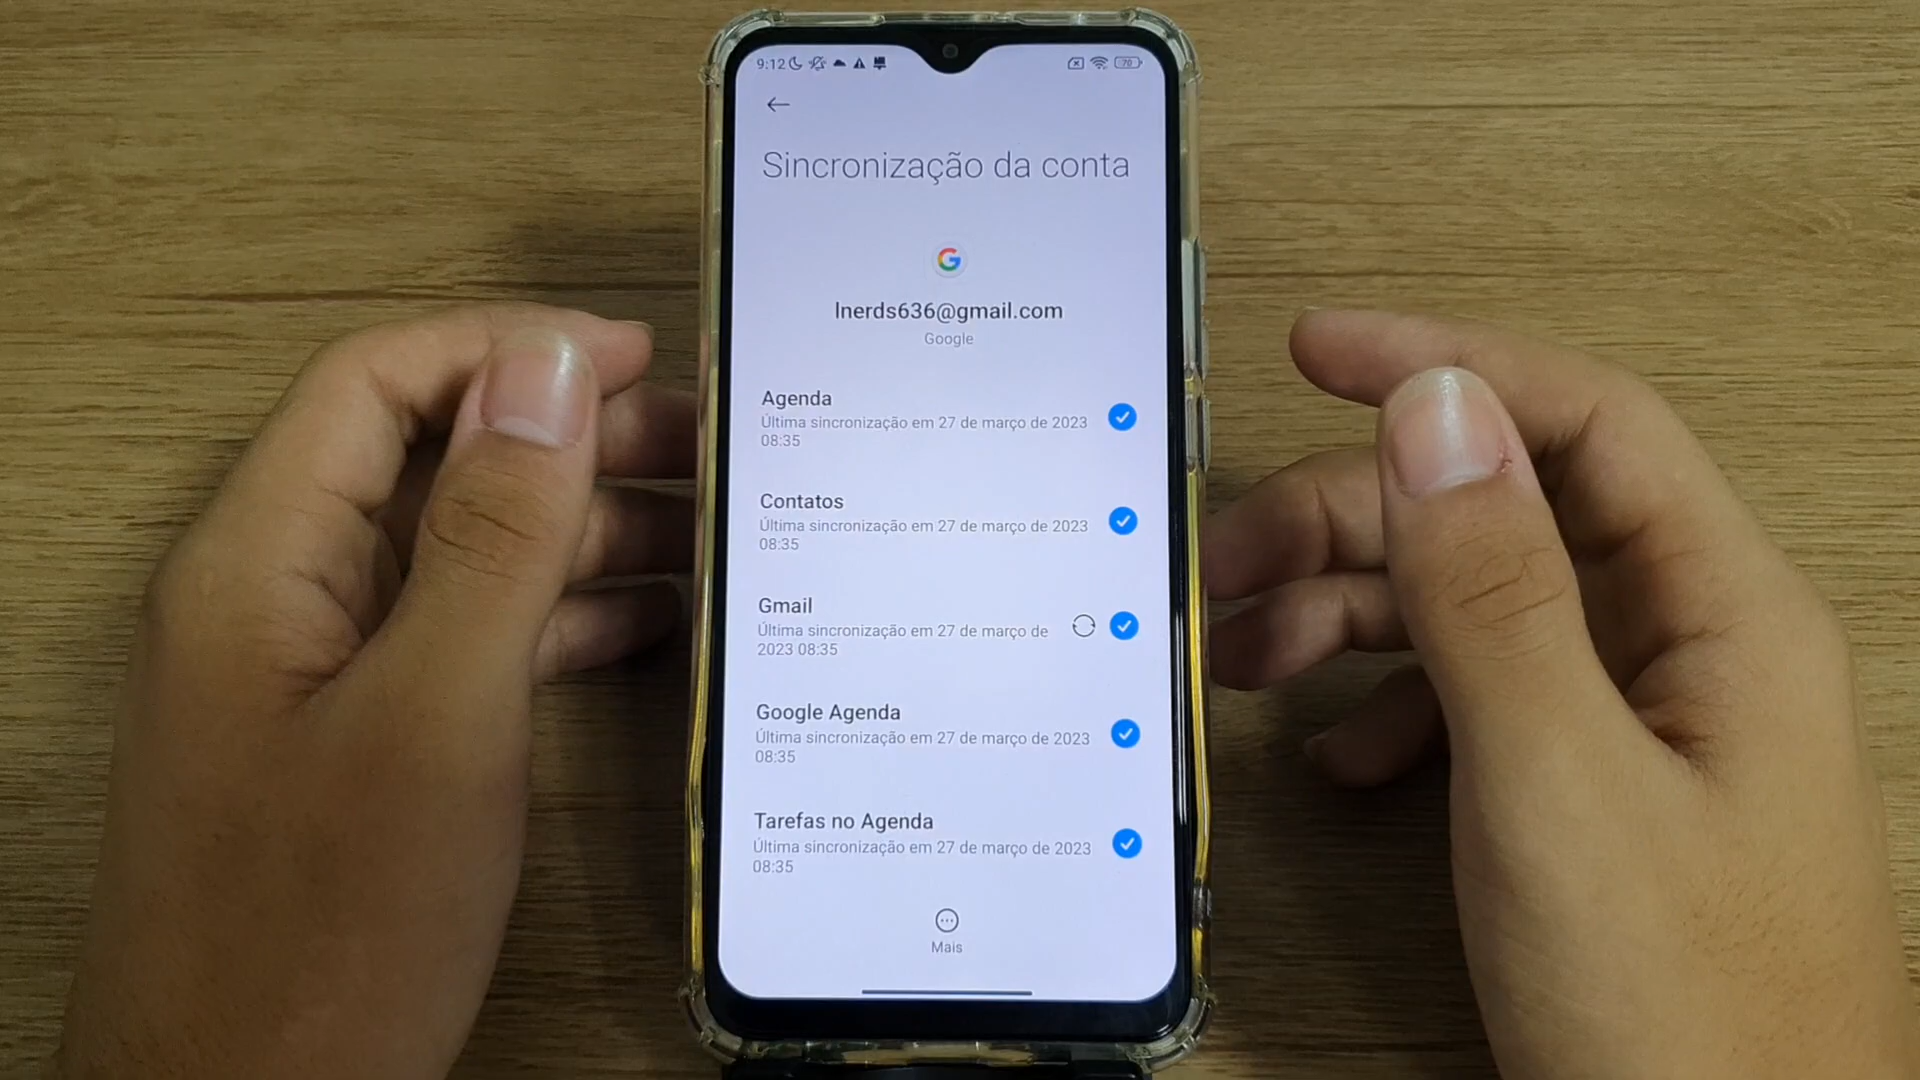 9:12
70
Sincronização da conta
G
lnerds636@gmail.com
Google
Agenda
Última sincronização em 27 de março de 2023
08:35
Contatos
Última sincronização em 27 de março de 2023
08:35
Gmail
Última sincronização em 27 de março de
2023 08:35
Google Agenda
Última sincronização em 27 de março de 2023
08:35
Tarefas no Agenda
Última sincronização em 27 de março de 2023
08:35
Mais